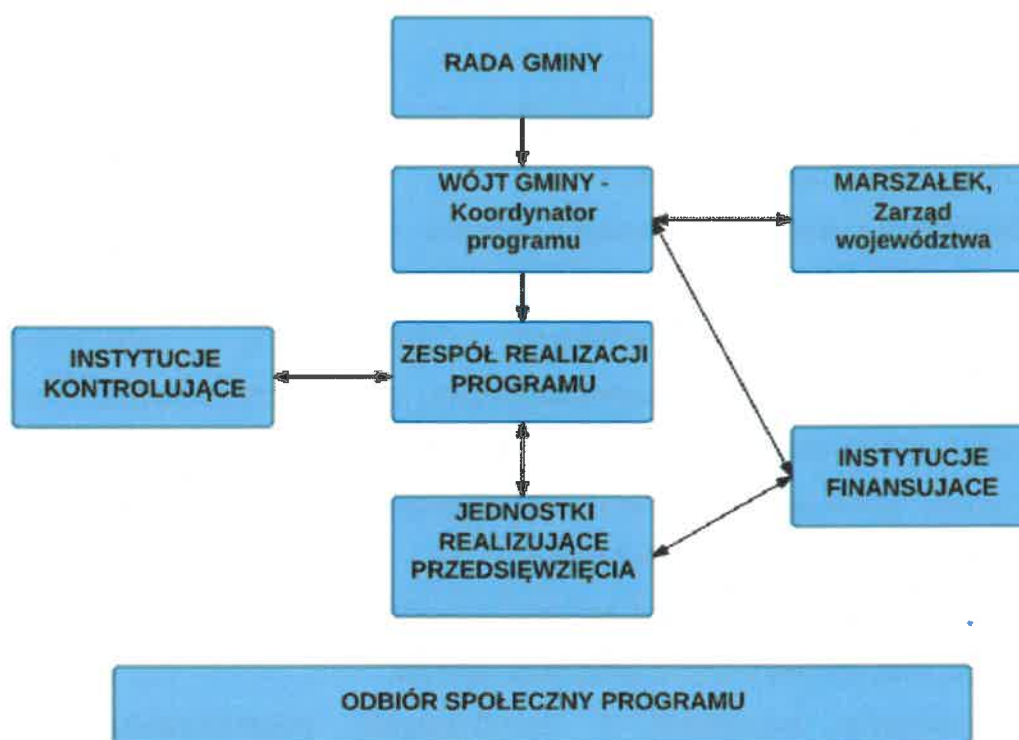 RADA GMINY
WÓJT GMINY -
Koordynator
programu
MARSZAŁEK,
Zarząd
województwa
INSTYTUCJE
KONTROLUJĄCE
ZESPÓŁ REALIZACJI
PROGRAMU
INSTYTUCJE
FINANSUJACE
JEDNOSTKI
REALIZUJĄCE
PRZEDSIĘWZIĘCIA
ODBIÓR SPOŁECZNY PROGRAMU